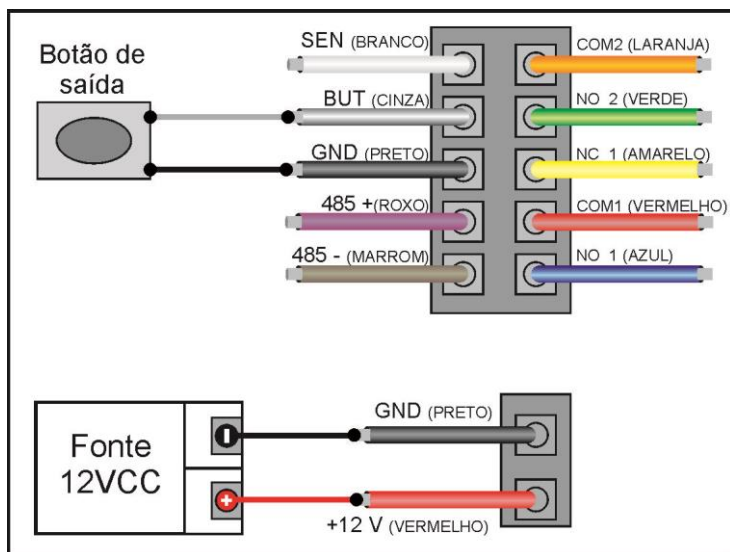 Botão de
saída
SEN (BRANCO)
BUT (CINZA)
GND (PRETO)
485 +(ROXO)
485 - (MARROM)
COM2 (LARANJA)
NO 2 (VERDE)
NC 1 (AMARELO)
COM1 (VERMELHO)
NO 1 (AZUL)
Fonte
12VCC
-
+
GND (PRETO)
+12 V (VERMELHO)